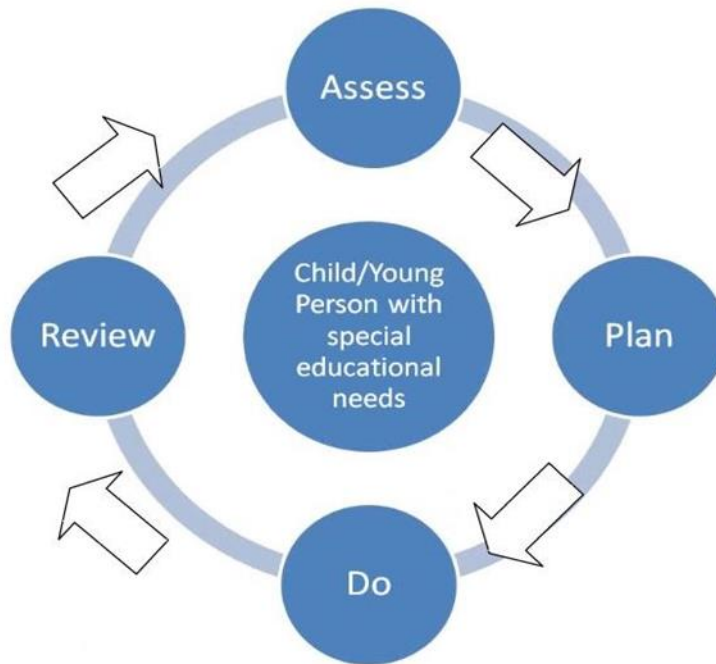 Assess
Child/Young
Person with
special
educational
needs
Review
Plan
Do